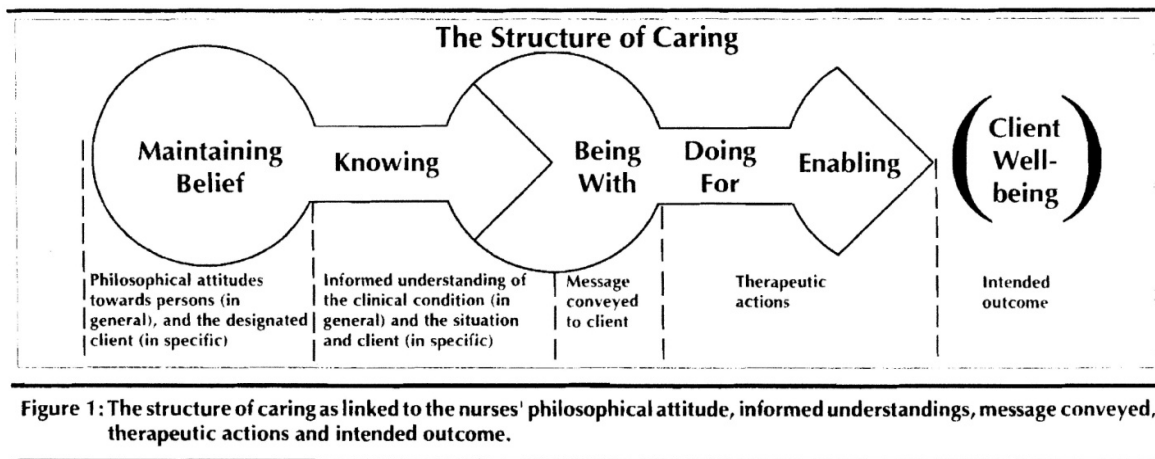 The Structure of Caring
Maintaining
Belief
Knowing
Being
With
Doing
For
Enabling
Client
Well-
being
Philosophical attitudes
towards persons (in
general), and the designated
client (in specific)
Informed understanding of
the clinical condition (in
general) and the situation
and client (in specific)
Message
conveyed
to client
Therapeutic
actions
Intended
outcome
Figure 1: The structure of caring as linked to the nurses' philosophical attitude, informed understandings, message conveyed,
therapeutic actions and intended outcome.